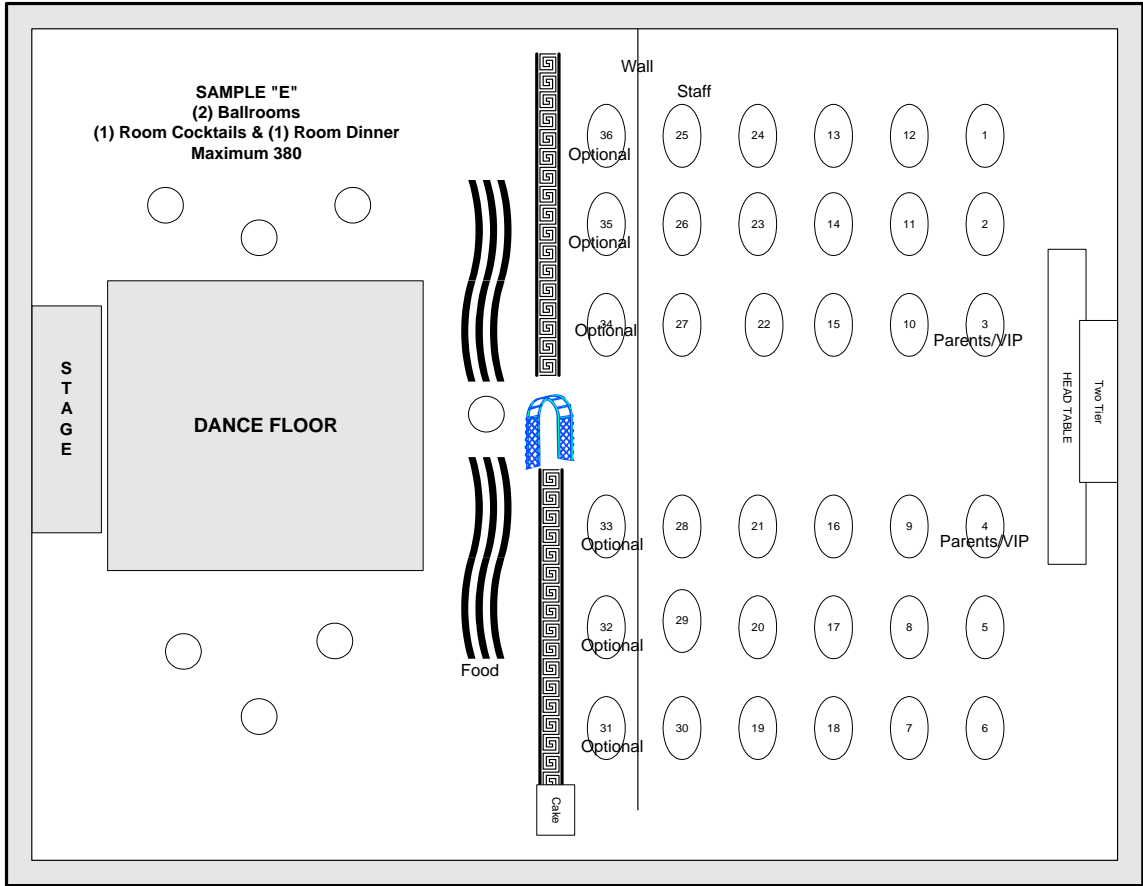 SAMPLE "E"
(2) Ballrooms
(1) Room Cocktails & (1) Room Dinner
Maximum 380
Wall
Staff
36 25 24 13 12 1
Optional
35 26 23 14 11 2
Optional
34 27 22 15 10 3
Optional
Parents/VIP
STAGE
DANCE FLOOR
HEAD TABLE
Two Tier
33 28 21 16 9 4
Optional
Parents/VIP
32 29 20 17 8 5
Optional
Food
31 30 19 18 7 6
Optional
Cake